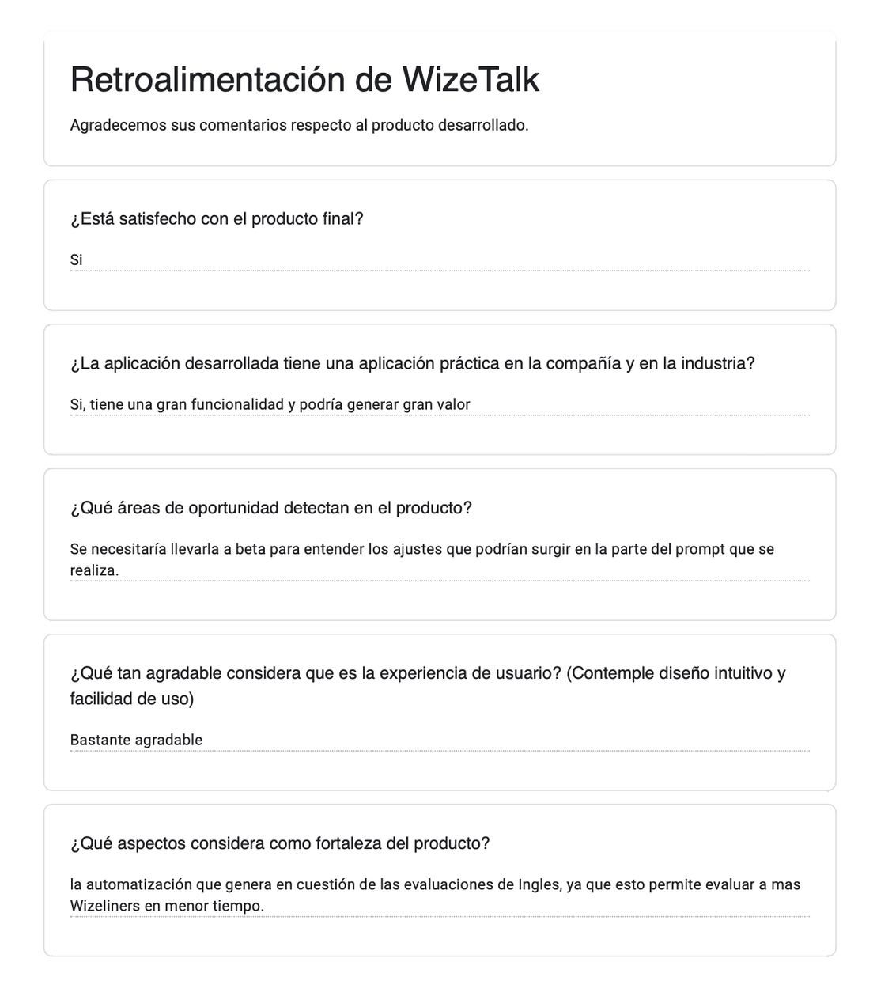 Retroalimentación de WizeTalk
Agradecemos sus comentarios respecto al producto desarrollado.
¿Está satisfecho con el producto final?
Si
¿La aplicación desarrollada tiene una aplicación práctica en la compañía y en la industria?
Si, tiene una gran funcionalidad y podría generar gran valor
¿Qué áreas de oportunidad detectan en el producto?
Se necesitaría llevarla a beta para entender los ajustes que podrían surgir en la parte del prompt que se
realiza.
¿Qué tan agradable considera que es la experiencia de usuario? (Contemple diseño intuitivo y
facilidad de uso)
Bastante agradable
¿Qué aspectos considera como fortaleza del producto?
la automatización que genera en cuestión de las evaluaciones de Ingles, ya que esto permite evaluar a mas
Wizeliners en menor tiempo.